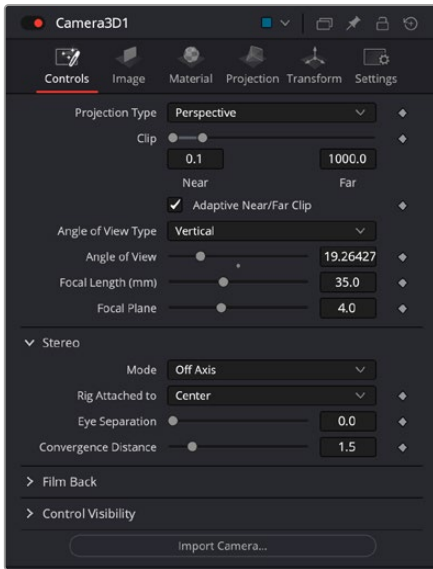 Camera3D1
Controls Image Material Projection Transform Settings
Projection Type Perspective
Clip
0.1 1000.0
Near Far
Adaptive Near/Far Clip
Angle of View Type Vertical
Angle of View 19.26427
Focal Length (mm) 35.0
Focal Plane 4.0
Stereo
Mode Off Axis
Rig Attached to Center
Eye Separation 0.0
Convergence Distance 1.5
Film Back
Control Visibility
Import Camera...